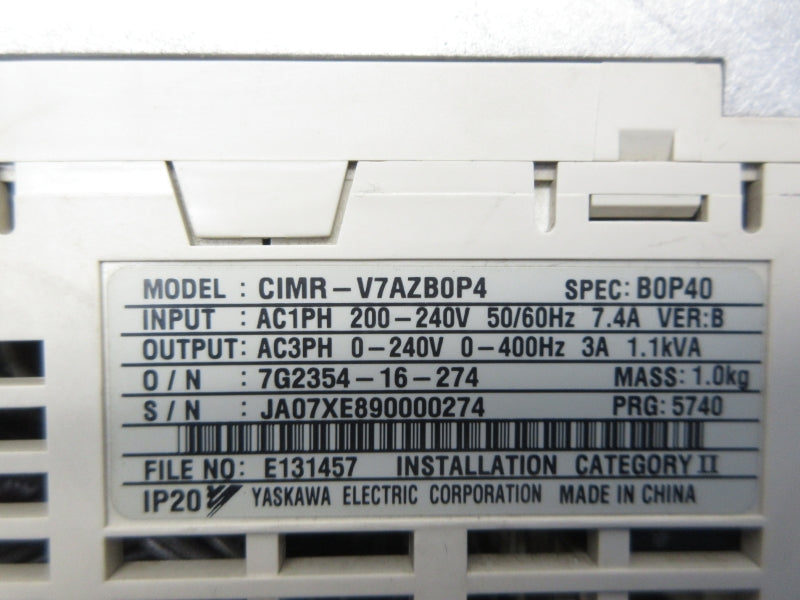 MODEL : CIMR-V7AZB0P4 SPEC: B0P40
INPUT : AC1PH 200-240V 50/60Hz 7.4A VER:B
OUTPUT: AC3PH 0-240V 0-400Hz 3A 1.1kVA
O/N : 7G2354-16-274 MASS: 1.0kg
S/N : JA07XE890000274 PRG: 5740
FILE NO: E131457 INSTALLATION CATEGORY II
IP20 YASKAWA ELECTRIC CORPORATION MADE IN CHINA